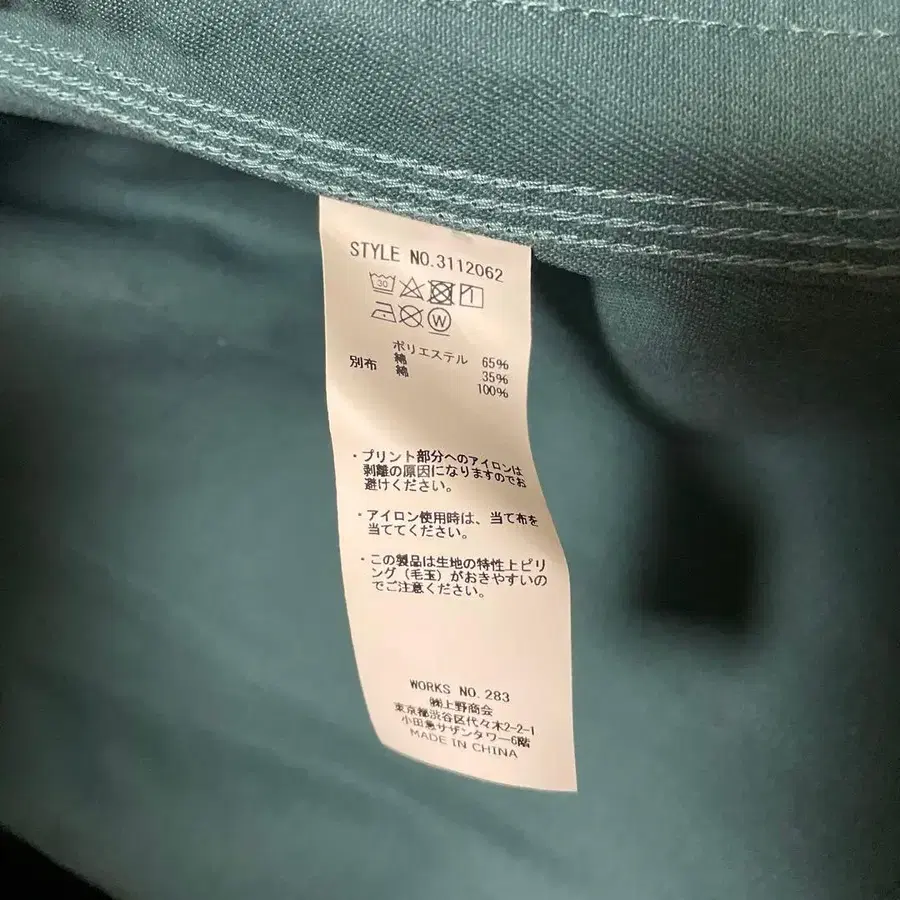 STYLE NO.3112062
30
1
W
ポリエステル 65%
綿 35%
別布 綿 100%
・プリント部分へのアイロンは
剥離の原因になりますのでお
避けください。
・アイロン使用時は、当て布を
当ててください。
・この製品は生地の特性上ピリ
ング（毛玉）がおきやすいの
でご注意ください。
WORKS NO.283
㈱上野商会
東京都渋谷区代々木2-2-1
小田急サザンタワー6階
MADE IN CHINA